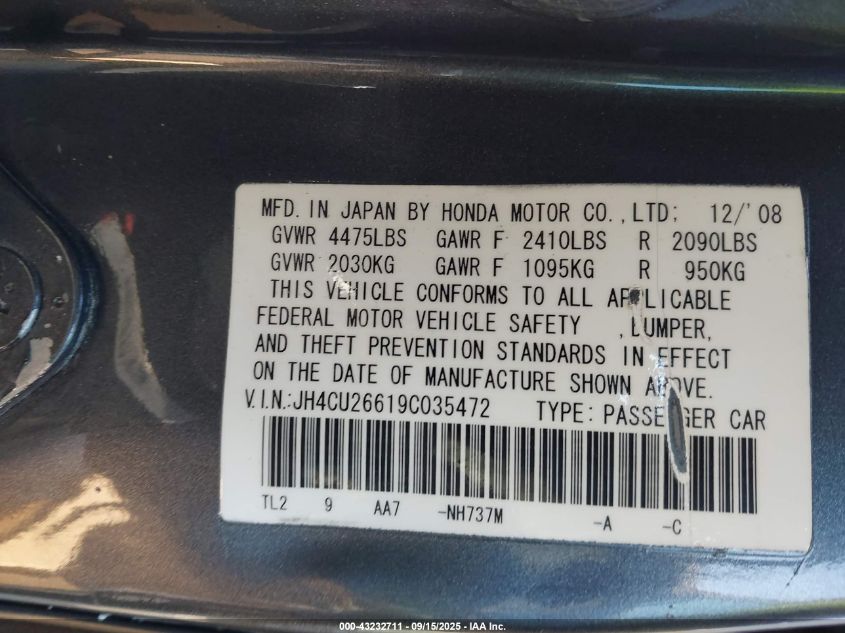 MFD. IN JAPAN BY HONDA MOTOR CO.,LTD; 12/'08
GVWR 4475LBS GAWR F 2410LBS R 2090LBS
GVWR 2030KG GAWR F 1095KG R 950KG
THIS VEHICLE CONFORMS TO ALL APPLICABLE
FEDERAL MOTOR VEHICLE SAFETY ,BUMPER,
AND THEFT PREVENTION STANDARDS IN EFFECT
ON THE DATE OF MANUFACTURE SHOWN ABOVE.
V.I.N.:JH4CU26619C035472 TYPE: PASSENGER CAR
TL2 9 AA7 -NH737M -A -C
000-43232711 - 09/15/2025 - IAA Inc.